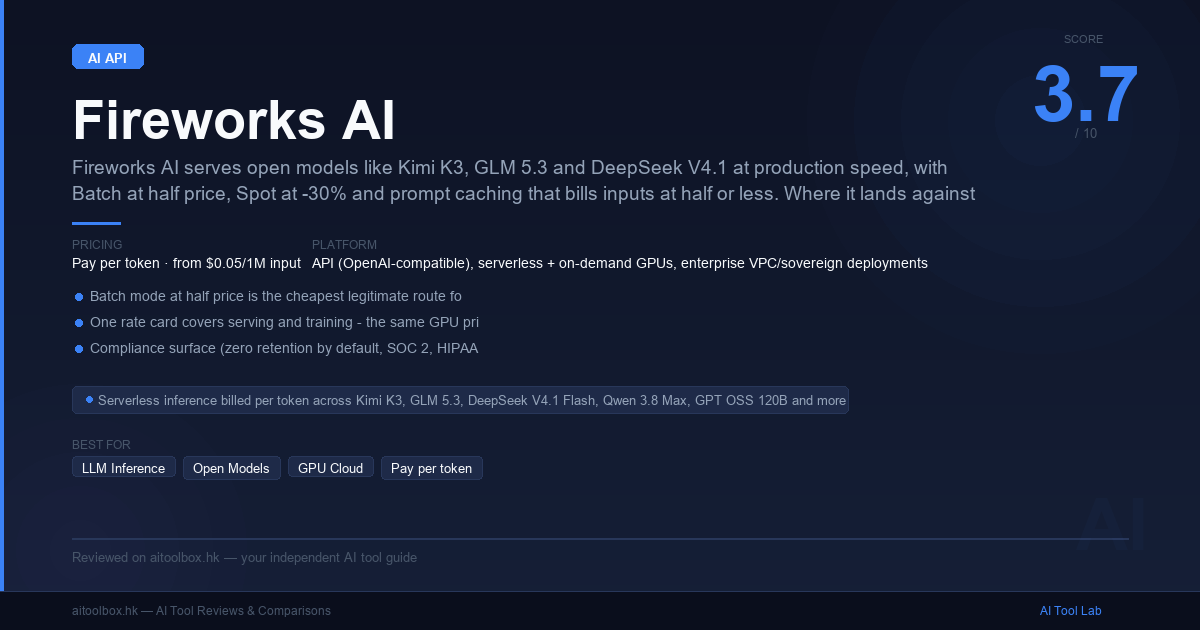 AI API
SCORE
3.7
/ 10
Fireworks AI
Fireworks AI serves open models like Kimi K3, GLM 5.3 and DeepSeek V4.1 at production speed, with
Batch at half price, Spot at -30% and prompt caching that bills inputs at half or less. Where it lands against
PRICING
Pay per token · from $0.05/1M input
PLATFORM
API (OpenAI-compatible), serverless + on-demand GPUs, enterprise VPC/sovereign deployments
Batch mode at half price is the cheapest legitimate route fo
One rate card covers serving and training - the same GPU pri
Compliance surface (zero retention by default, SOC 2, HIPAA
Serverless inference billed per token across Kimi K3, GLM 5.3, DeepSeek V4.1 Flash, Qwen 3.8 Max, GPT OSS 120B and more
BEST FOR
LLM Inference
Open Models
GPU Cloud
Pay per token
AI
Reviewed on aitoolbox.hk — your independent AI tool guide
aitoolbox.hk — AI Tool Reviews & Comparisons
AI Tool Lab